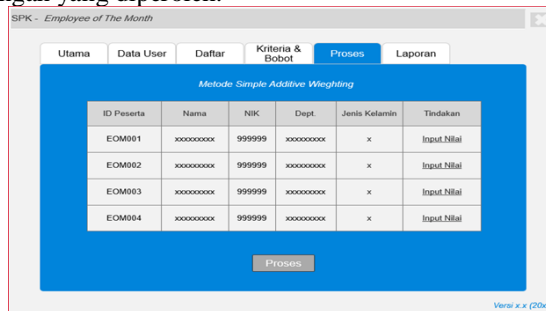 ngan yang diperoleh.
SPK - Employee of The Month
Utama Data User Daftar Kriteria & Bobot Proses Laporan
Metode Simple Additive Wieghting
ID Peserta Nama NIK Dept. Jenis Kelamin Tindakan
EOM001 xxxxxxxxx 999999 xxxxxxxxx x Input Nilai
EOM002 xxxxxxxxx 999999 xxxxxxxxx x Input Nilai
EOM003 xxxxxxxxx 999999 xxxxxxxxx x Input Nilai
EOM004 xxxxxxxxx 999999 xxxxxxxxx x Input Nilai
Proses
Versi x.x (20x